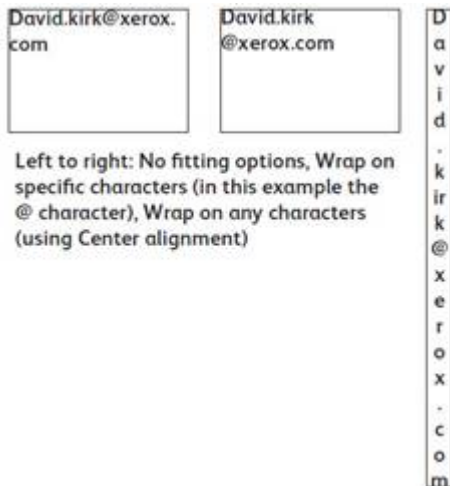 David.kirk@xerox.
com
David.kirk
@xerox.com
D
a
v
i
d
.
k
ir
k
@
x
e
r
o
x
.
c
o
m
Left to right: No fitting options, Wrap on
specific characters (in this example the
@ character), Wrap on any characters
(using Center alignment)